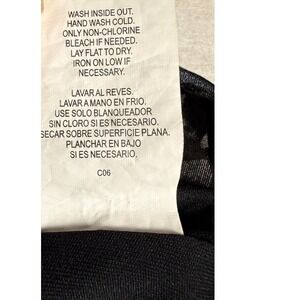 WASH INSIDE OUT.
HAND WASH COLD.
ONLY NON-CHLORINE
BLEACH IF NEEDED.
LAY FLAT TO DRY.
IRON ON LOW IF
NECESSARY.
LAVAR AL REVES.
LAVAR A MANO EN FRIO.
USE SOLO BLANQUEADOR
SIN CLORO SI ES NECESARIO.
SECAR SOBRE SUPERFICIE PLANA.
PLANCHAR EN BAJO
SI ES NECESARIO.
C06